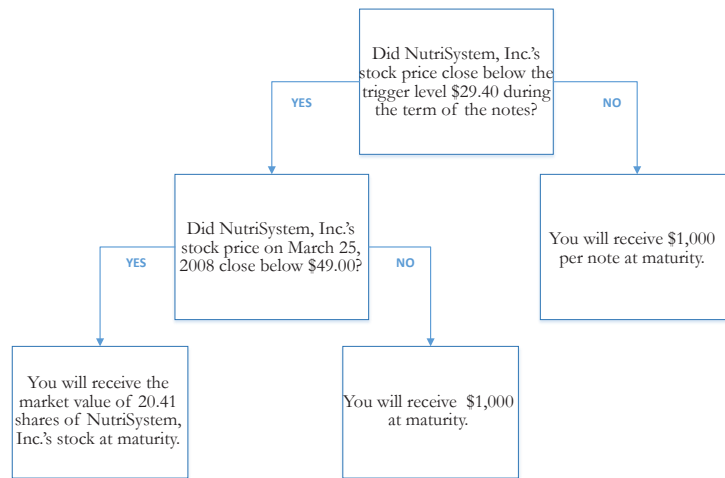 Did NutriSystem, Inc.'s
stock price close below the
trigger level $29.40 during
the term of the notes?
YES
NO
Did NutriSystem, Inc.'s
stock price on March 25,
2008 close below $49.00?
You will receive $1,000
per note at maturity.
YES
NO
You will receive the
market value of 20.41
shares of NutriSystem,
Inc.'s stock at maturity.
You will receive $1,000
at maturity.